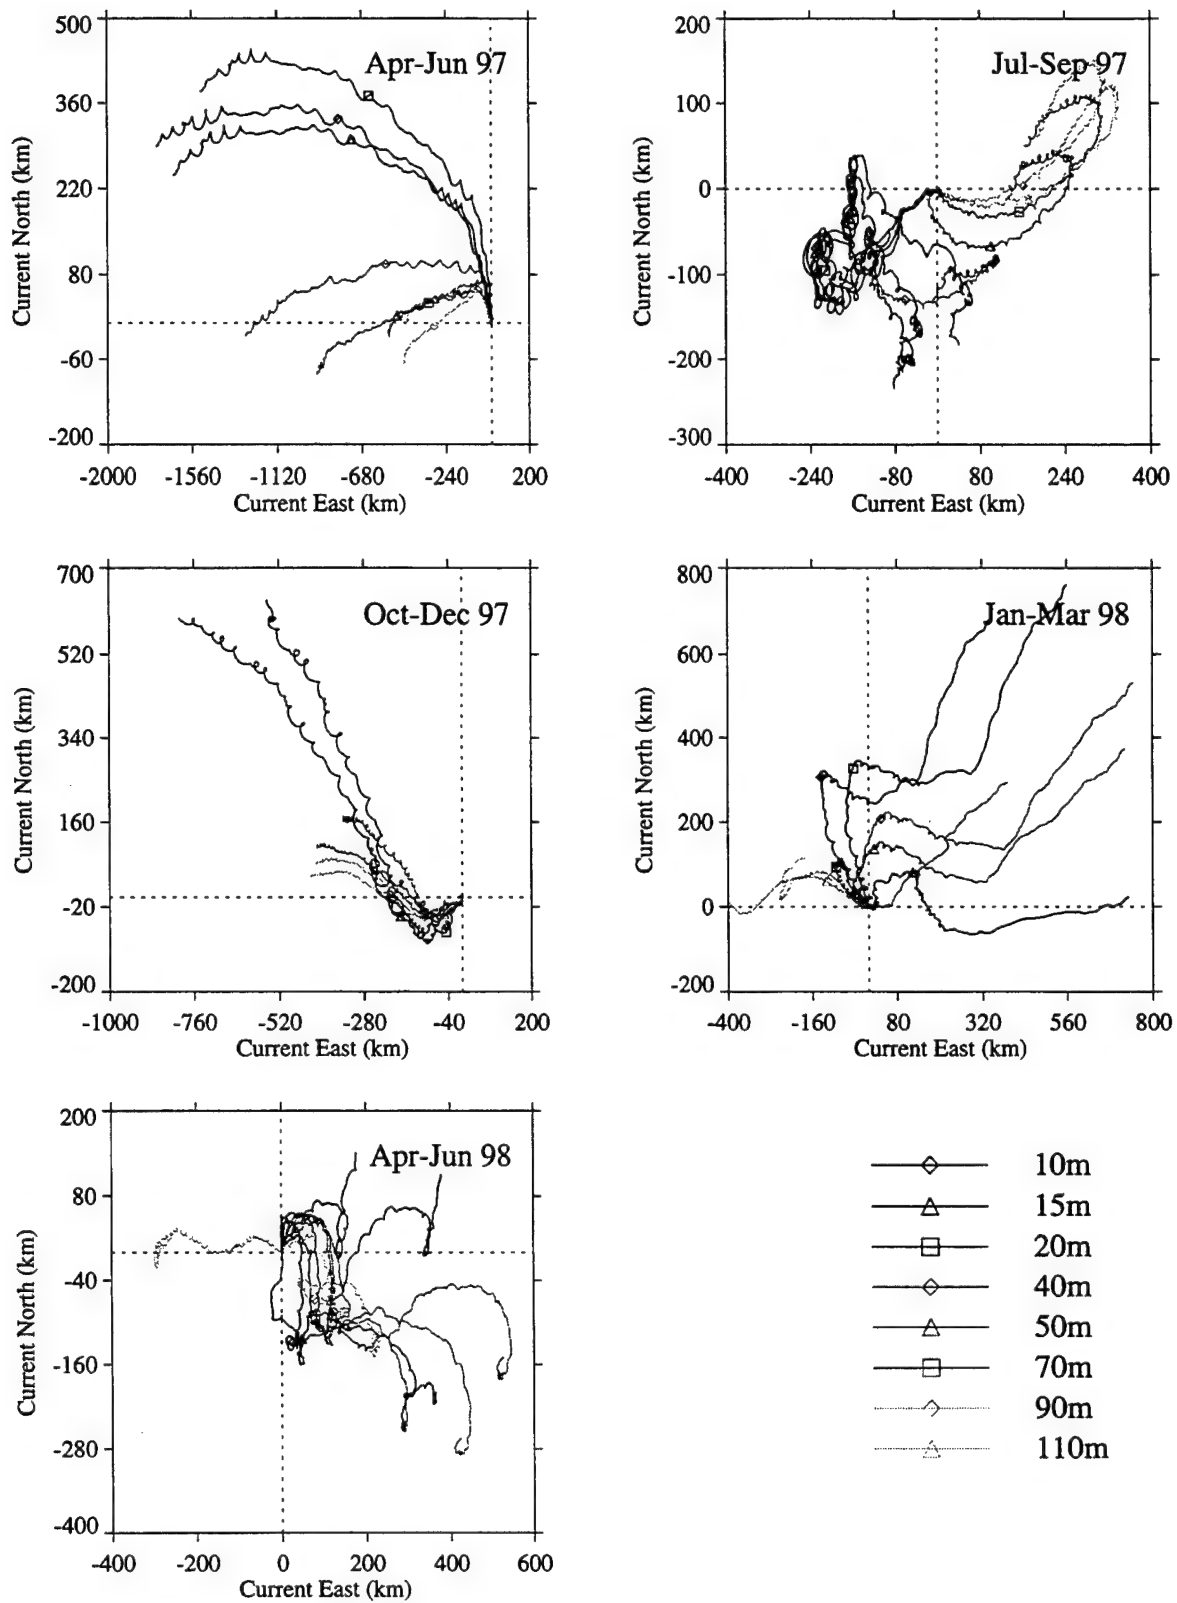 500
360
220
80
-60
-200
Current North (km)
Apr-Jun 97
-2000 -1560 -1120 -680 -240 200
Current East (km)
200
100
0
-100
-200
-300
Current North (km)
Jul-Sep 97
-400 -240 -80 80 240 400
Current East (km)
700
520
340
160
-20
-200
Current North (km)
Oct-Dec 97
-1000 -760 -520 -280 -40 200
Current East (km)
800
600
400
200
0
-200
Current North (km)
Jan-Mar 98
-400 -160 80 320 560 800
Current East (km)
200
80
-40
-160
-280
-400
Current North (km)
Apr-Jun 98
-400 -200 0 200 400 600
Current East (km)
10m
15m
20m
40m
50m
70m
90m
110m